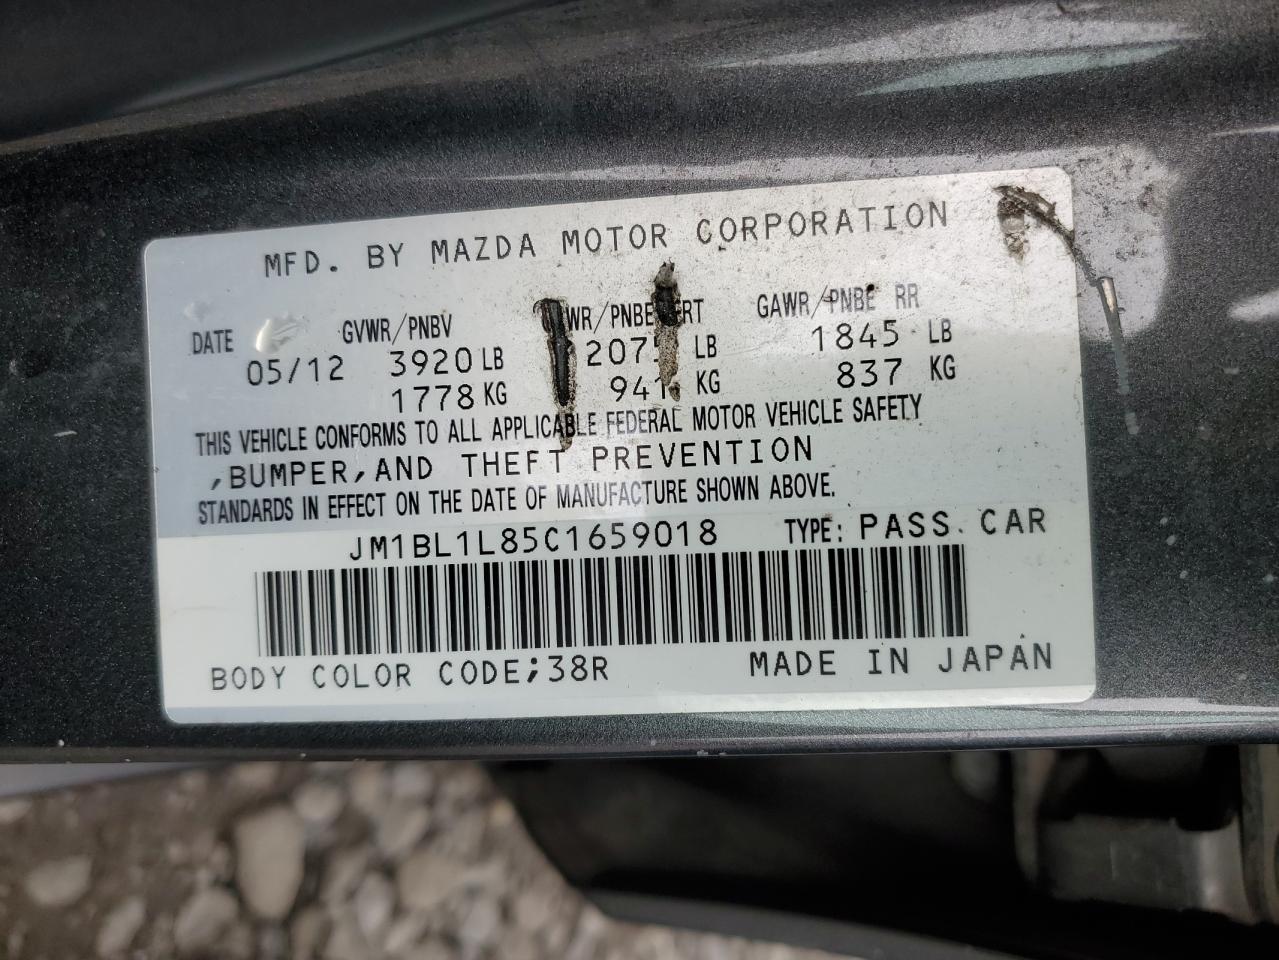 MFD. BY MAZDA MOTOR CORPORATION
DATE GVWR/PNBV GAWR/PNBE RR
05/12 3920 LB LB 1845 LB
1778 KG KG 837 KG
THIS VEHICLE CONFORMS TO ALL APPLICABLE FEDERAL MOTOR VEHICLE SAFETY
,BUMPER,AND THEFT PREVENTION
STANDARDS IN EFFECT ON THE DATE OF MANUFACTURE SHOWN ABOVE.
JM1BL1L85C1659018 TYPE: PASS. CAR
BODY COLOR CODE;38R MADE IN JAPAN